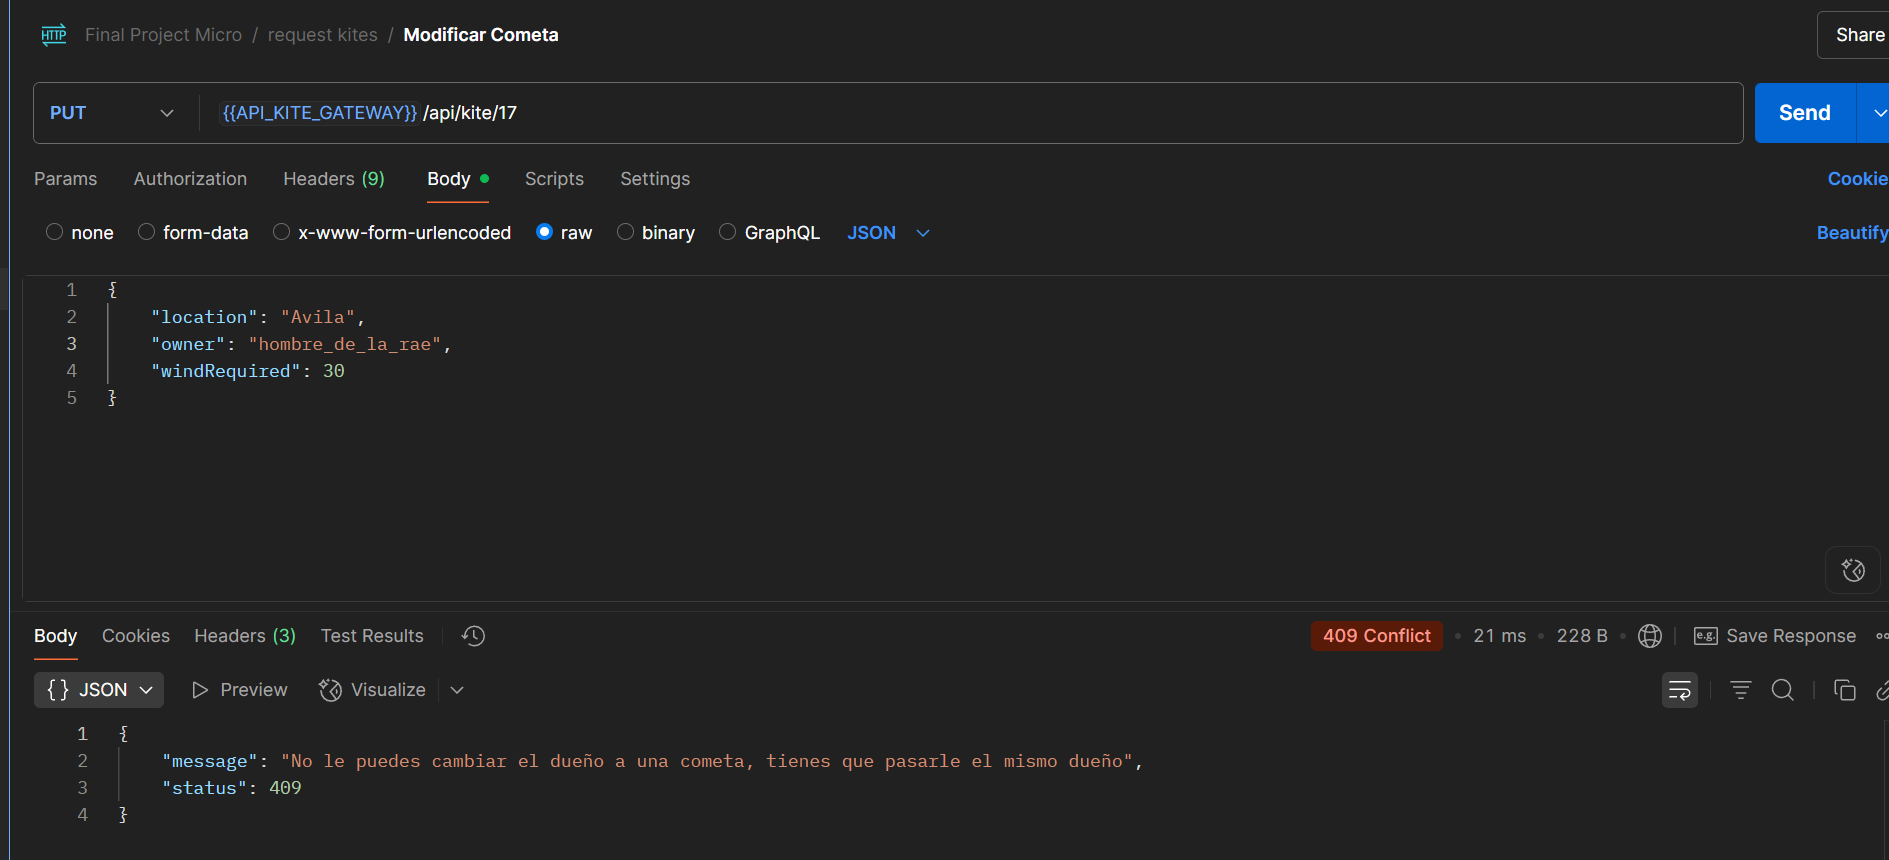 HTTP Final Project Micro / request kites / Modificar Cometa Share
PUT {{API_KITE_GATEWAY}} /api/kite/17 Send
Params Authorization Headers (9) Body Scripts Settings Cookie
none form-data x-www-form-urlencoded raw binary GraphQL JSON Beautify
1 {
2 "location": "Avila",
3 "owner": "hombre_de_la_rae",
4 "windRequired": 30
5 }
Body Cookies Headers (3) Test Results 409 Conflict • 21 ms • 228 B • e.g. Save Response
{} JSON Preview Visualize
1 {
2 "message": "No le puedes cambiar el dueño a una cometa, tienes que pasarle el mismo dueño",
3 "status": 409
4 }